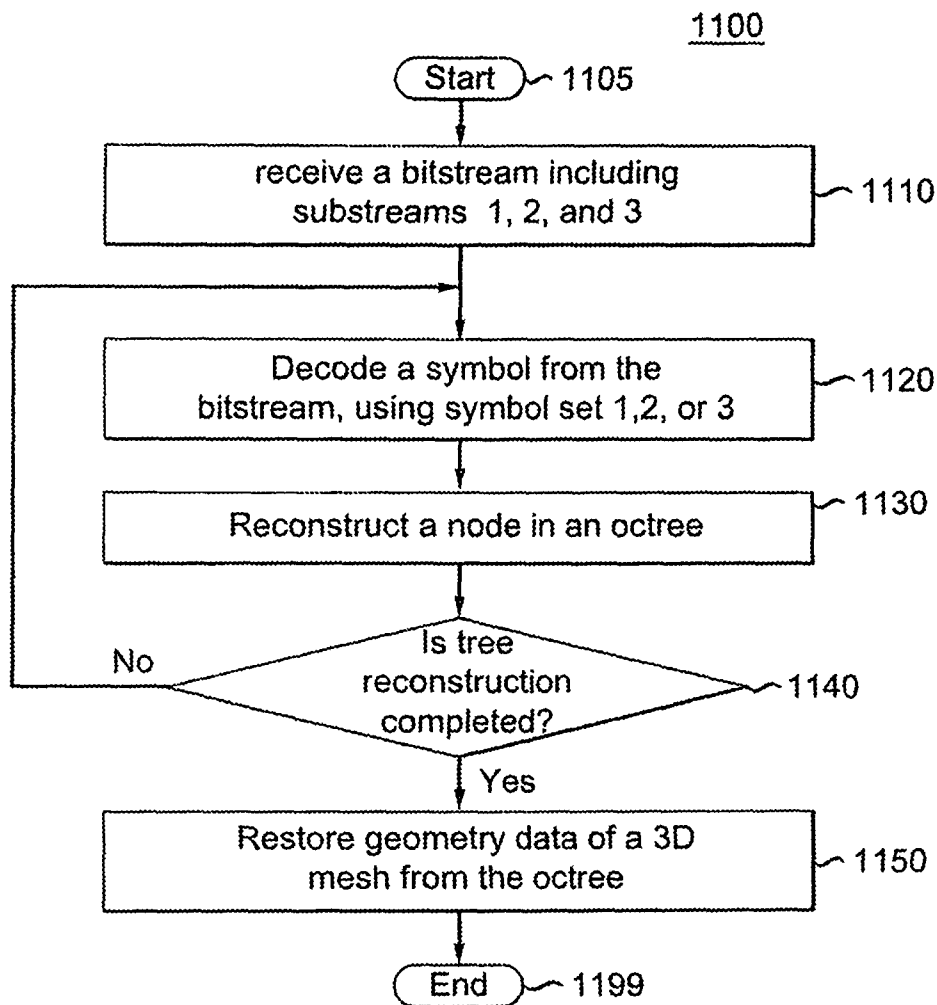 1100
Start 1105
receive a bitstream including
substreams 1, 2, and 3
1110
Decode a symbol from the
bitstream, using symbol set 1,2, or 3
1120
Reconstruct a node in an octree
1130
Is tree
reconstruction
completed?
1140
No
Yes
Restore geometry data of a 3D
mesh from the octree
1150
End 1199